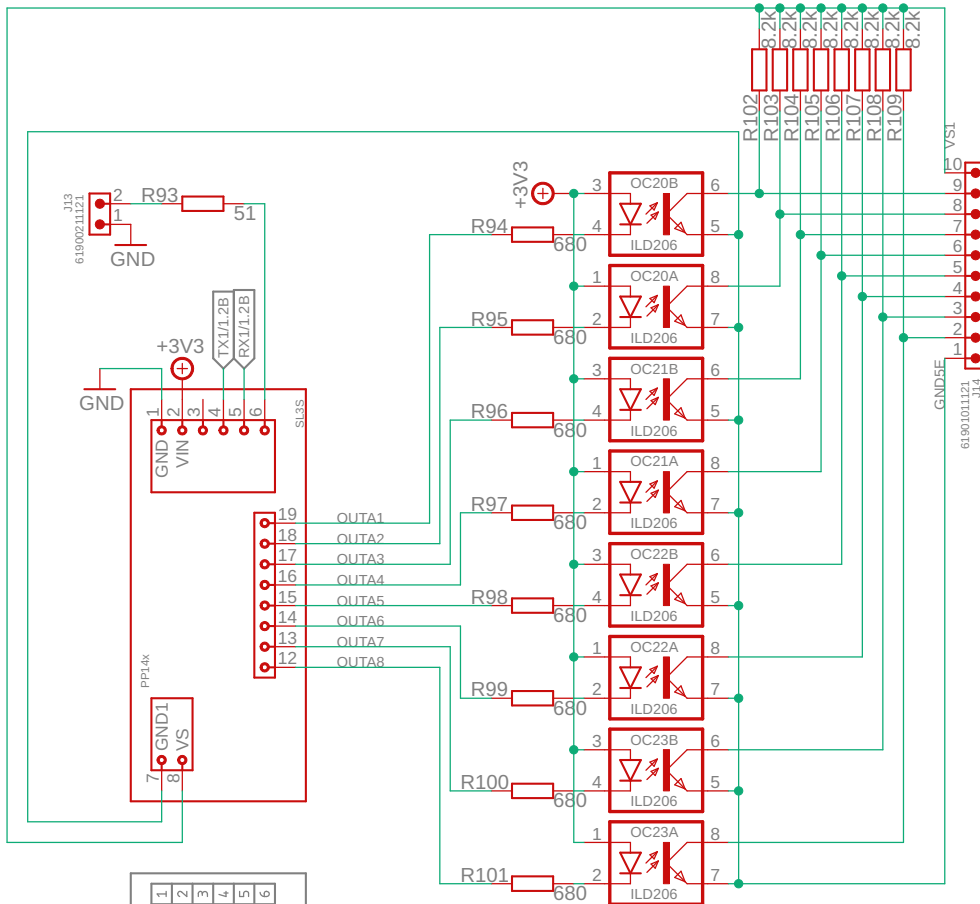 8.2k
8.2k
8.2k
8.2k
8.2k
8.2k
8.2k
8.2k
R102
R103
R104
R105
R106
R107
R108
R109
VS1
10
9
8
7
6
5
4
3
2
1
GND5E
61901011121
J14
J13
61900211121
2
1
R93
51
GND
+3V3
TX1/1.2B
RX1/1.2B
+3V3
GND
SL3S
1
2
3
4
5
6
GND
VIN
19
OUTA1
18
OUTA2
17
OUTA3
16
OUTA4
15
OUTA5
14
OUTA6
13
OUTA7
12
OUTA8
PP14x
GND1
VS
7
8
R94
680
3
OC20B
6
4
5
ILD206
R95
680
1
OC20A
8
2
7
ILD206
R96
680
3
OC21B
6
4
5
ILD206
R97
680
1
OC21A
8
2
7
ILD206
R98
680
3
OC22B
6
4
5
ILD206
R99
680
1
OC22A
8
2
7
ILD206
R100
680
3
OC23B
6
4
5
ILD206
R101
680
1
OC23A
8
2
7
ILD206
1
2
3
4
5
6